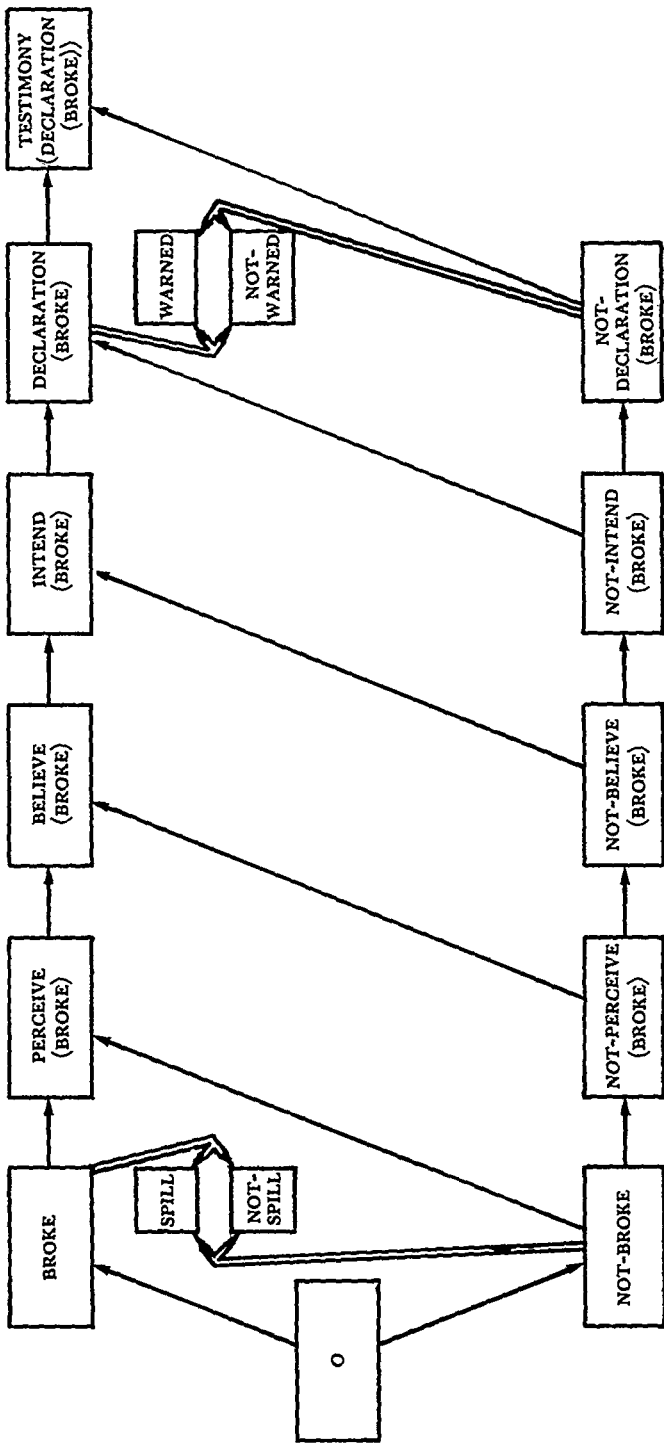 O
BROKE
PERCEIVE
(BROKE)
BELIEVE
(BROKE)
INTEND
(BROKE)
DECLARATION
(BROKE)
TESTIMONY
(DECLARATION
(BROKE))
SPILL
NOT-
SPILL
WARNED
NOT-
WARNED
NOT-BROKE
NOT-PERCEIVE
(BROKE)
NOT-BELIEVE
(BROKE)
NOT-INTEND
(BROKE)
NOT-
DECLARATION
(BROKE)